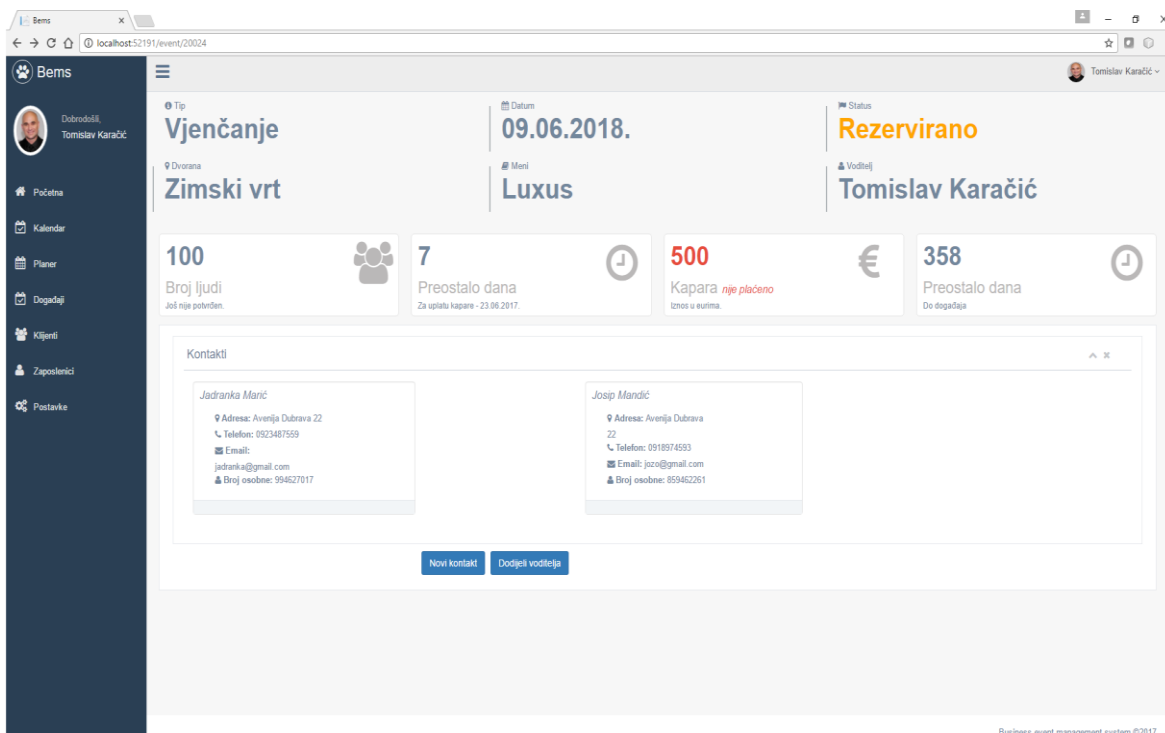 Bems
localhost:52191/event/20024
Bems
Tomislav Karačić
Dobrodošli,
Tomislav Karačić
Početna
Kalendar
Planer
Događaji
Klijenti
Zaposlenici
Postavke
Tip
Vjenčanje
Datum
09.06.2018.
Status
Rezervirano
Dvorana
Zimski vrt
Meni
Luxus
Voditelj
Tomislav Karačić
100
Broj ljudi
Još nije potvrđen.
7
Preostalo dana
Za uplatu kapare - 23.06.2017.
500
Kapara nije plaćeno
Iznos u eurima.
€
358
Preostalo dana
Do događaja
Kontakti
Jadranka Marić
Adresa: Avenija Dubrava 22
Telefon: 0923487559
Email:
jadranka@gmail.com
Broj osobne: 994627017
Josip Mandić
Adresa: Avenija Dubrava
22
Telefon: 0918974593
Email: jozo@gmail.com
Broj osobne: 859462261
Novi kontakt
Dodijeli voditelja
Business event management system ©2017